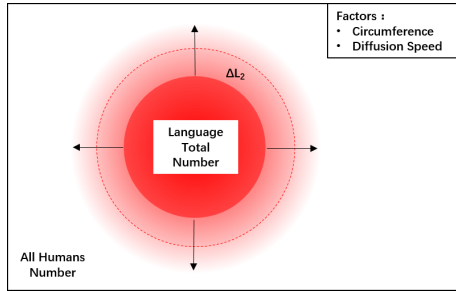 Factors :
• Circumference
• Diffusion Speed
ΔL₂
Language
Total
Number
All Humans
Number